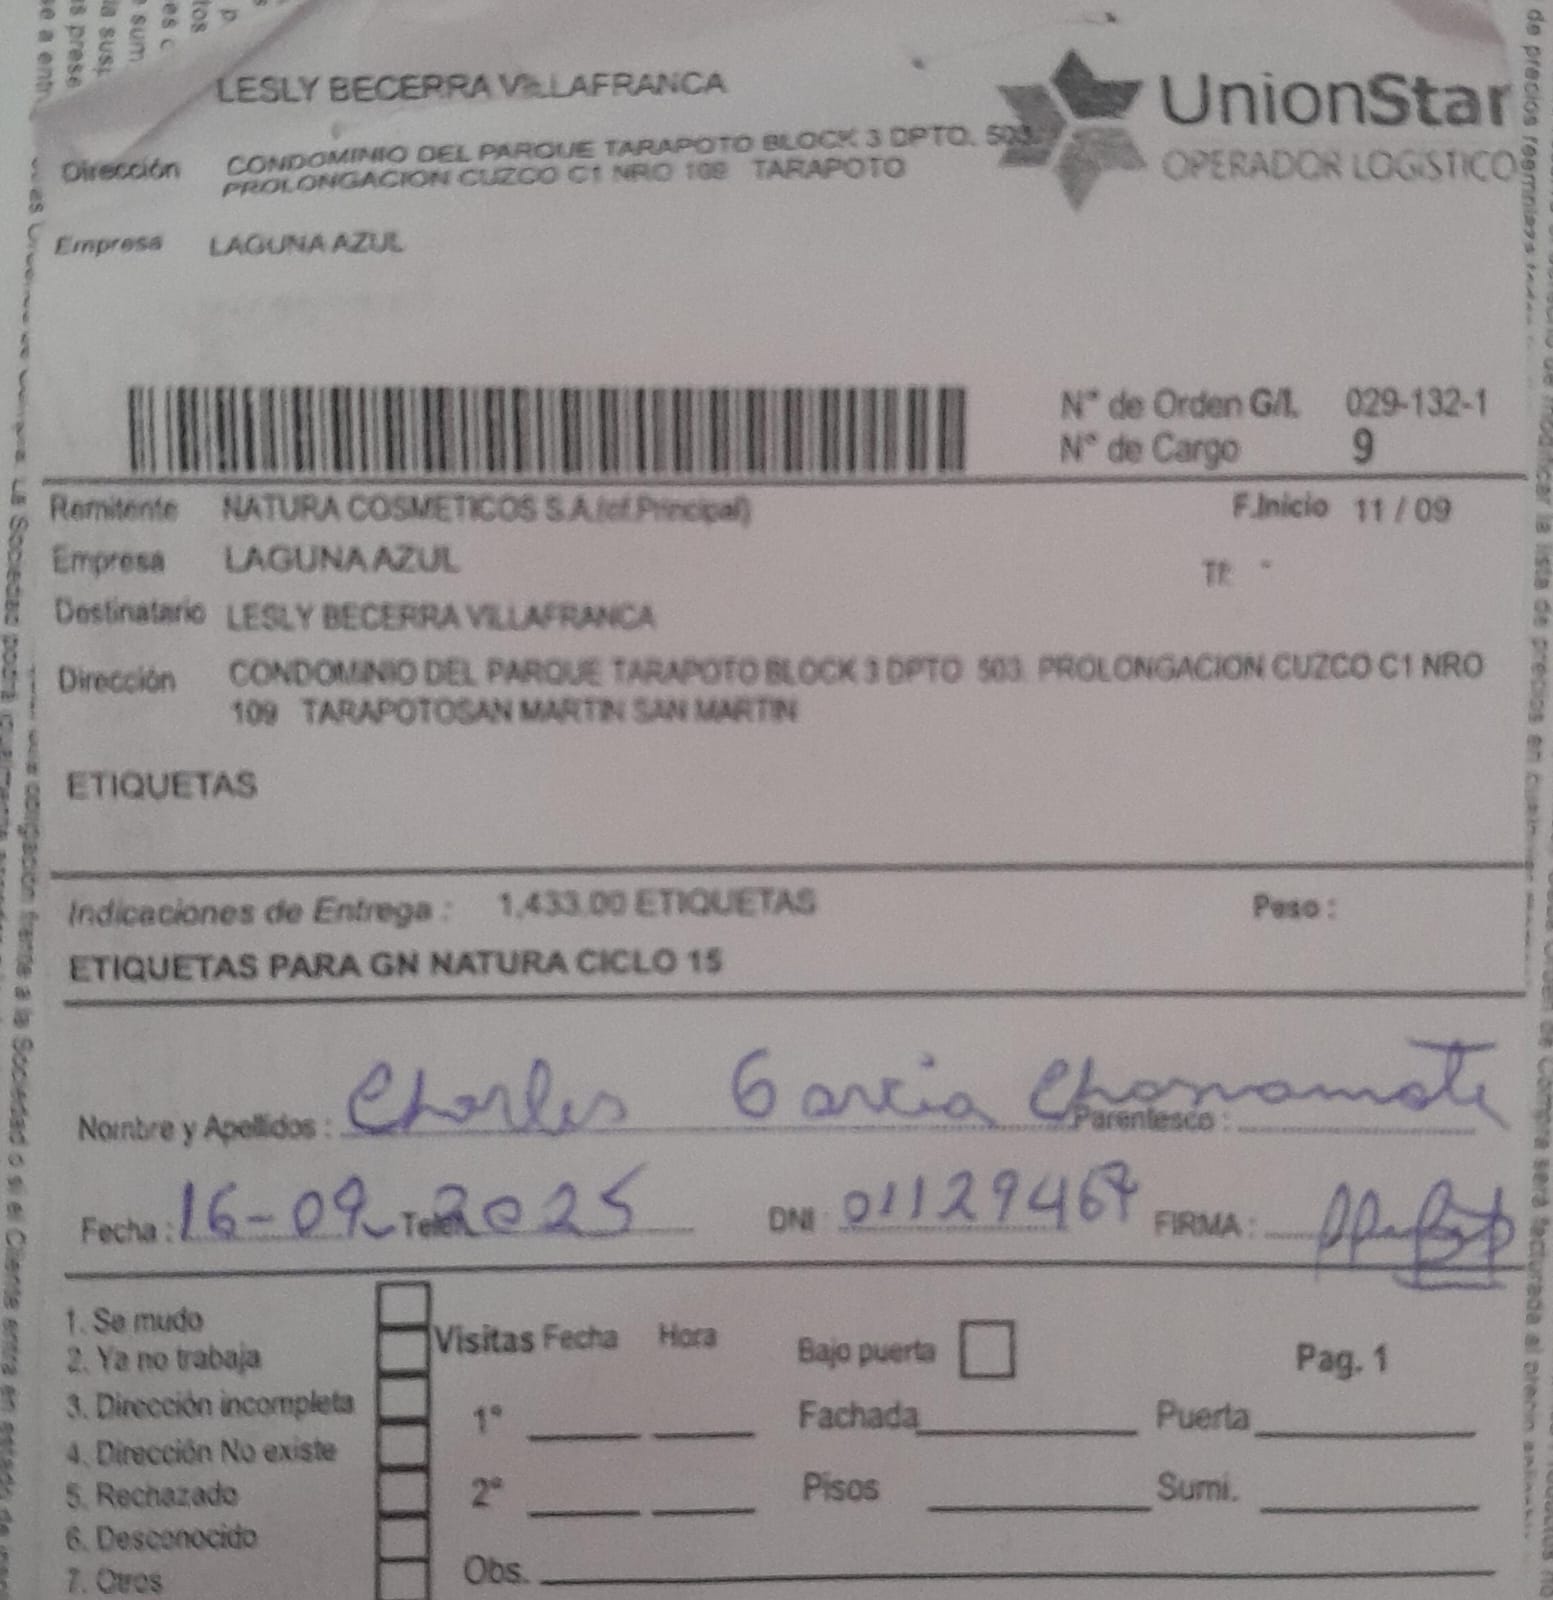 LESLY BECERRA VILLAFRANCA
UnionStar
OPERADOR LOGÍSTICO
Dirección CONDOMINIO DEL PARQUE TARAPOTO BLOCK 3 DPTO. 503.
PROLONGACION CUZCO C1 NRO 109 TARAPOTO
Empresa LAGUNA AZUL
N° de Orden G/L 029-132-1
N° de Cargo 9
Remitente NATURA COSMETICOS S.A.(of.Principal) F.Inicio 11 / 09
Empresa LAGUNA AZUL
Destinatario LESLY BECERRA VILLAFRANCA
Dirección CONDOMINIO DEL PARQUE TARAPOTO BLOCK 3 DPTO 503. PROLONGACION CUZCO C1 NRO
109 TARAPOTOSAN MARTIN SAN MARTIN
ETIQUETAS
Indicaciones de Entrega : 1,433.00 ETIQUETAS Peso :
ETIQUETAS PARA GN NATURA CICLO 15
Nombre y Apellidos : Charles Garcia Parentesco :
Fecha : 16-09-2025 DNI 01129467 FIRMA :
1. Se mudo
2. Ya no trabaja
3. Dirección incompleta
4. Dirección No existe
5. Rechazado
6. Desconocido
7. Otros
Visitas Fecha Hora Bajo puerta Pag. 1
1° Fachada Puerta
2° Pisos Sumi.
Obs.